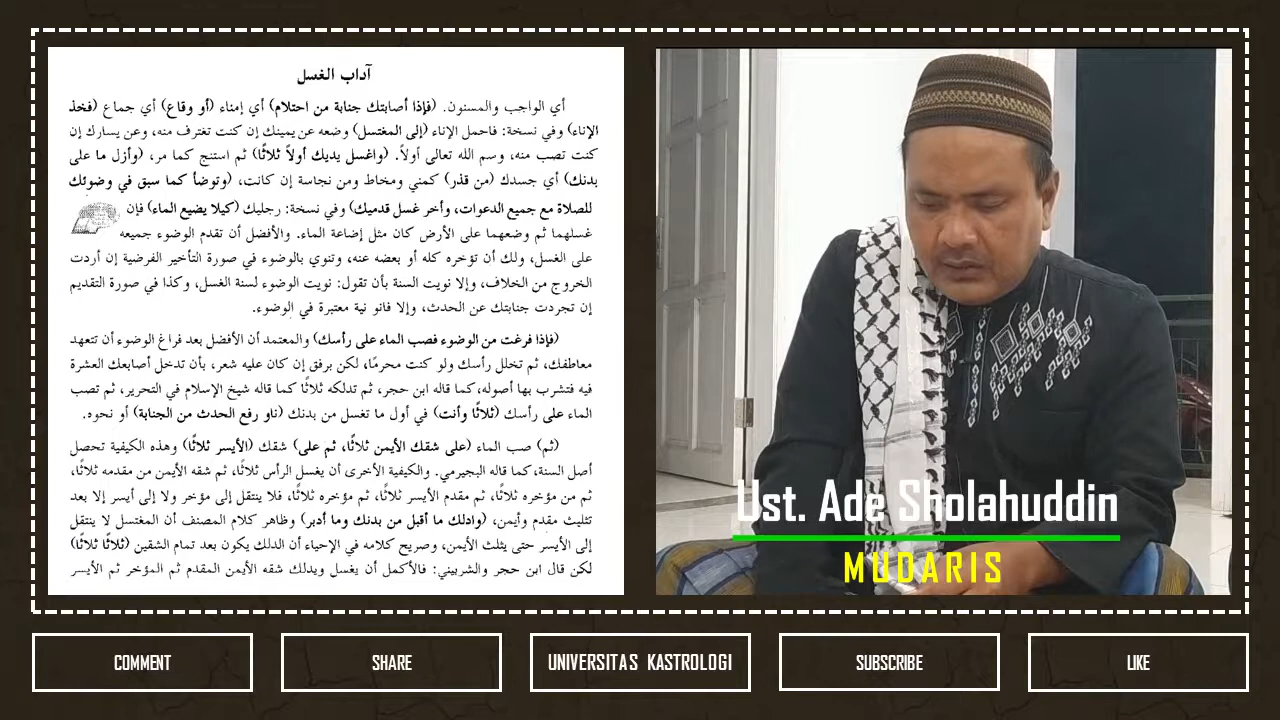 آداب الغسل
أي الواجب والمسنون. (فإذا أصابتك جنابة من احتلام) أي إمناء (أو وقاع) أي جماع (فخذ
الإناء) وفي نسخة: فاحمل الإناء (إلى المغتسل) وضعه عن يمينك إن كنت تغترف منه، وعن يسارك إن
كنت تصب منه، وسم الله تعالى أولاً. (واغسل يديك أولاً ثلاثًا) ثم استنج كما مر، (وأزل ما على
بدنك) أي جسدك (من قذر) كمني ومخاط ومن نجاسة إن كانت، (وتوضأ كما سبق في وضوئك
للصلاة مع جميع الدعوات، وأخر غسل قدميك) وفي نسخة: رجليك (كيلا يضيع الماء) فإن
غسلهما ثم وضعهما على الأرض كان مثل إضاعة الماء. والأفضل أن تقدم الوضوء جميعه
على الغسل، ولك أن تؤخره كله أو بعضه عنه، وتنوي بالوضوء في صورة التأخير الفرضية إن أردت
الخروج من الخلاف، وإلا نويت السنة بأن تقول: نويت الوضوء لسنة الغسل، وكذا في صورة التقديم
إن تجردت جنابتك عن الحدث، وإلا فانو نية معتبرة في الوضوء.
(فإذا فرغت من الوضوء فصب الماء على رأسك) والمعتمد أن الأفضل بعد فراغ الوضوء أن تتعهد
معاطفك، ثم تخلل رأسك ولو كنت محرمًا، لكن برفق إن كان عليه شعر، بأن تدخل أصابعك العشرة
فيه فتشرب بها أصوله، كما قاله ابن حجر، ثم تدلكه ثلاثًا كما قاله شيخ الإسلام في التحرير، ثم تصب
الماء على رأسك (ثلاثًا وأنت) في أول ما تغسل من بدنك (ناو رفع الحدث من الجنابة) أو نحوه.
(ثم) صب الماء (على شقك الأيمن ثلاثًا، ثم على) شقك (الأيسر ثلاثًا) وهذه الكيفية تحصل
أصل السنة، كما قاله البجيرمي. والكيفية الأخرى أن يغسل الرأس ثلاثًا، ثم شقه الأيمن من مقدمه ثلاثًا،
ثم من مؤخره ثلاثًا، ثم مقدم الأيسر ثلاثًا، ثم مؤخره ثلاثًا، فلا ينتقل إلى مؤخر ولا إلى أيسر إلا بعد
تثليث مقدم وأيمن، (وادلك ما أقبل من بدنك وما أدبر) وظاهر كلام المصنف أن المغتسل لا ينتقل
إلى الأيسر حتى يثلث الأيمن، وصريح كلامه في الإحياء أن الدلك يكون بعد تمام الشقين (ثلاثًا ثلاثًا)
لكن قال ابن حجر والشربيني: فالأكمل أن يغسل ويدلك شقه الأيمن المقدم ثم المؤخر ثم الأيسر
Ust. Ade Sholahuddin
MUDARIS
COMMENT
SHARE
UNIVERSITAS KASTROLOGI
SUBSCRIBE
LIKE